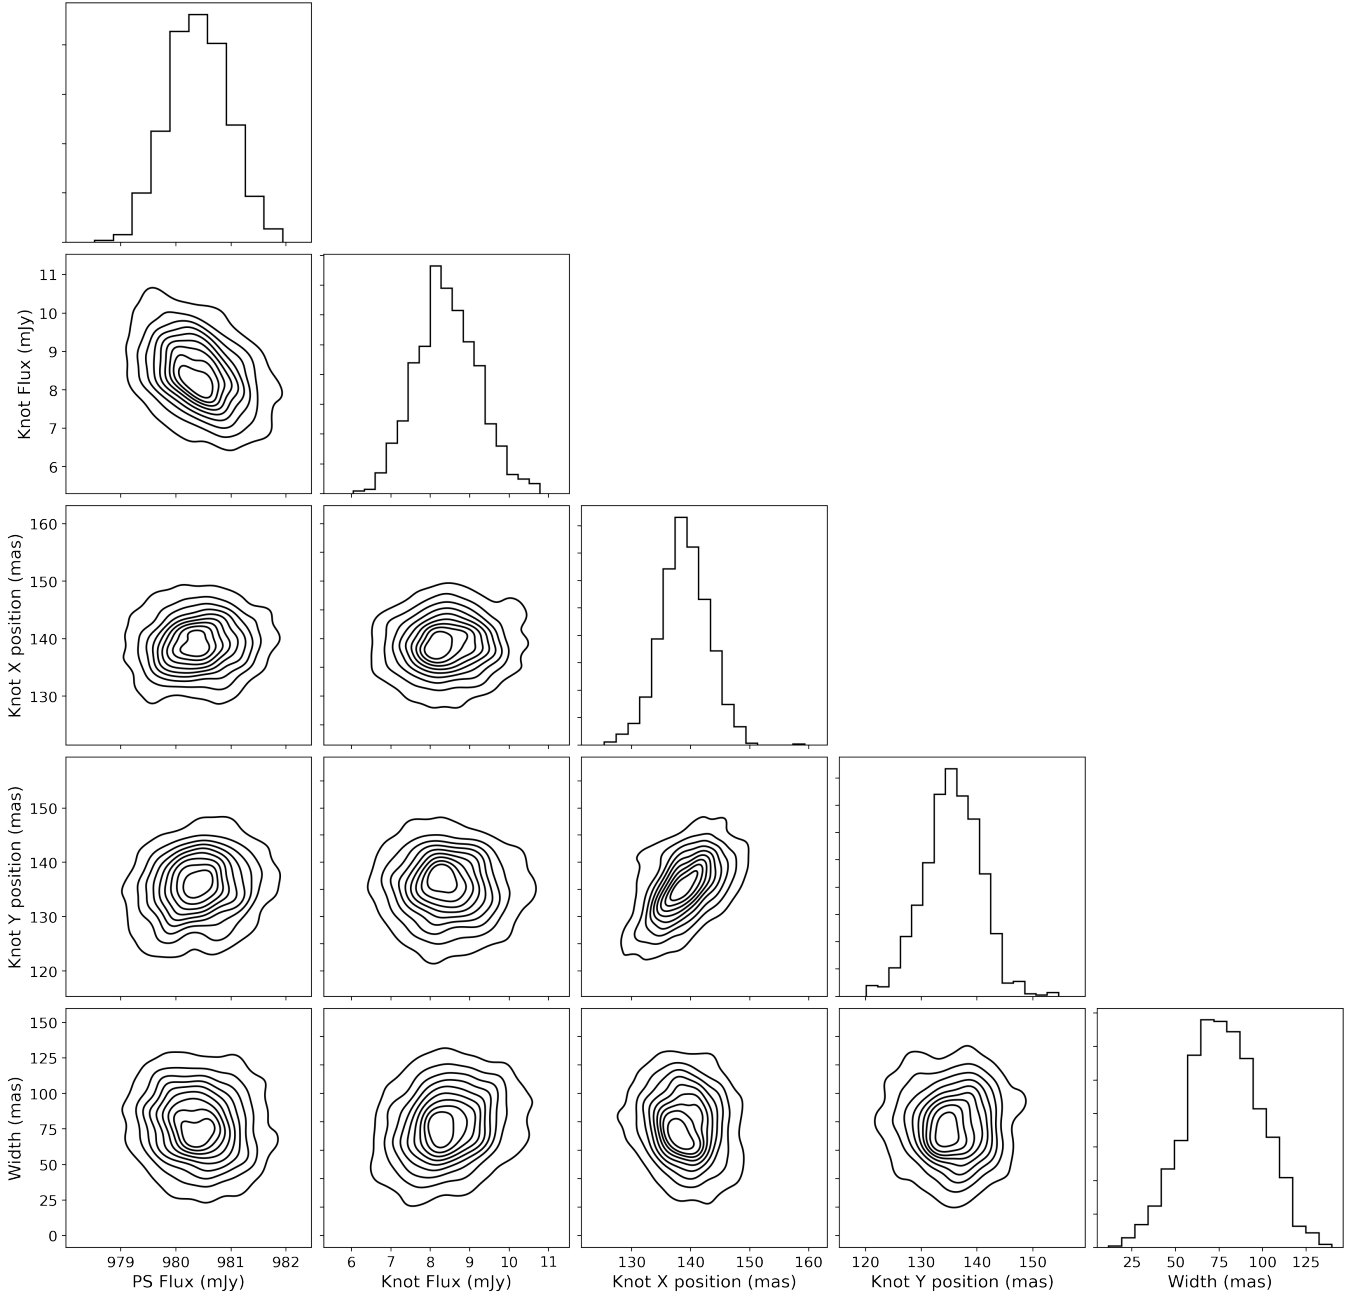 11
10
9
8
7
6
Knot Flux (mJy)
160
150
140
130
Knot X position (mas)
150
140
130
120
Knot Y position (mas)
150
125
100
75
50
25
0
Width (mas)
979 980 981 982
PS Flux (mJy)
6 7 8 9 10 11
Knot Flux (mJy)
130 140 150 160
Knot X position (mas)
120 130 140 150
Knot Y position (mas)
25 50 75 100 125
Width (mas)